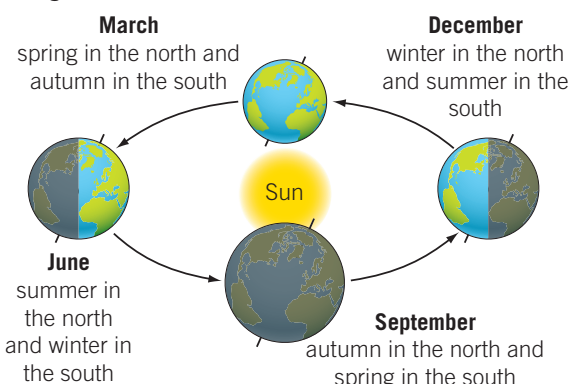 March
spring in the north and
autumn in the south
December
winter in the north
and summer in the
south
Sun
June
summer in
the north
and winter in
the south
September
autumn in the north and
spring in the south